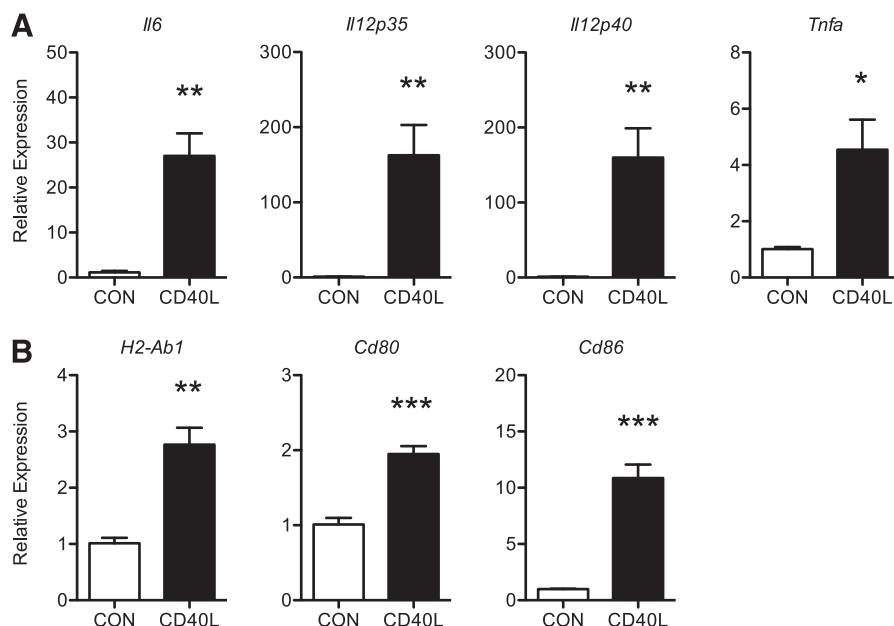 A
Il6 Il12p35 Il12p40 Tnfa
Relative Expression
50 40 30 20 10 0
**
CON CD40L
300 200 100 0
**
CON CD40L
300 200 100 0
**
CON CD40L
8 6 4 2 0
*
CON CD40L
B
H2-Ab1 Cd80 Cd86
Relative Expression
4 3 2 1 0
**
CON CD40L
3 2 1 0
***
CON CD40L
20 15 10 5 0
***
CON CD40L